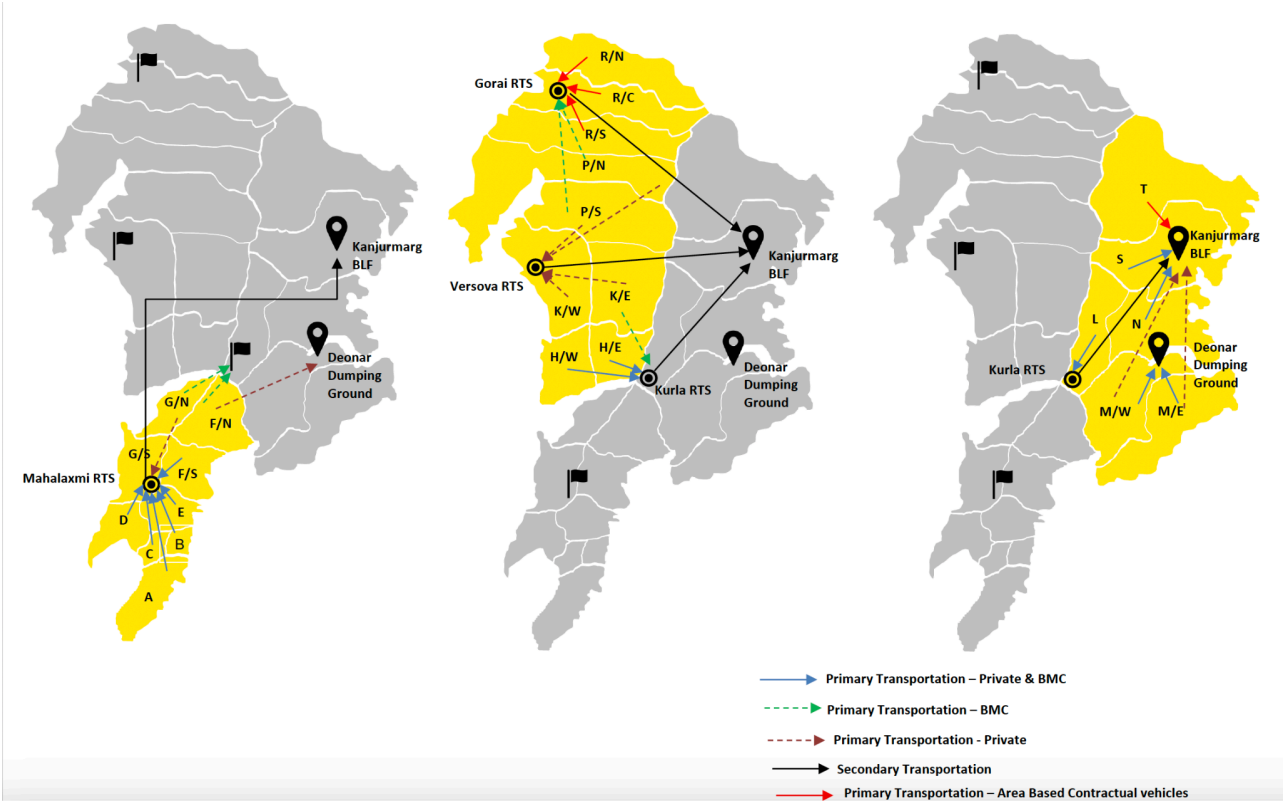 Kanjurmarg
BLF
Deonar
Dumping
Ground
G/N
F/N
G/S
F/S
Mahalaxmi RTS
D
E
B
C
A
R/N
Gorai RTS
R/C
R/S
P/N
P/S
Kanjurmarg
BLF
Versova RTS
K/E
K/W
H/E
H/W
Deonar
Dumping
Ground
Kurla RTS
T
Kanjurmarg
BLF
S
L
N
Deonar
Dumping
Ground
Kurla RTS
M/W
M/E
Primary Transportation – Private & BMC
Primary Transportation – BMC
Primary Transportation - Private
Secondary Transportation
Primary Transportation – Area Based Contractual vehicles